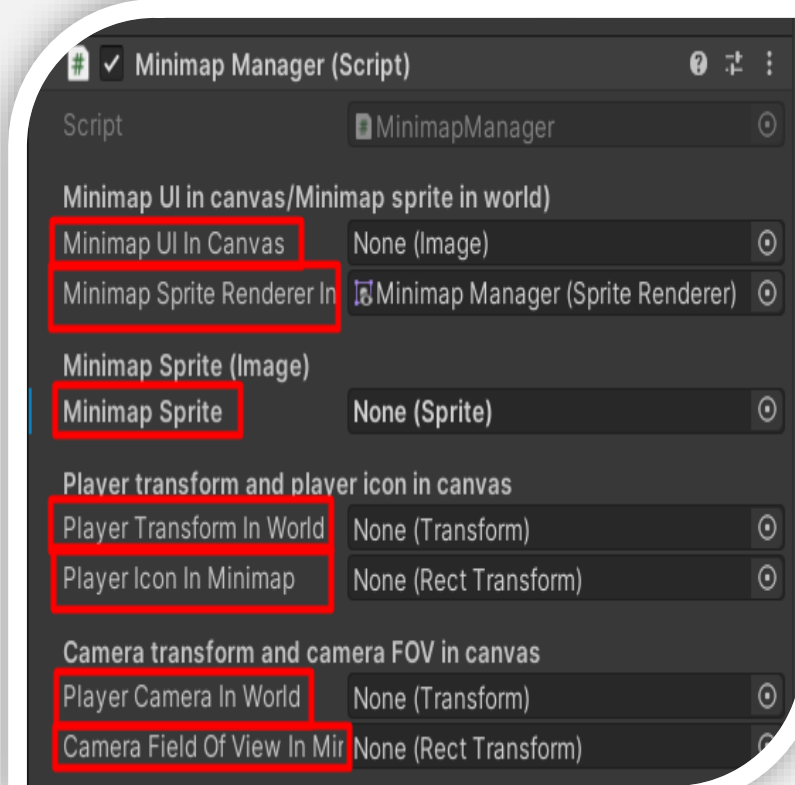 Minimap Manager (Script)
Script MinimapManager
Minimap UI in canvas/Minimap sprite in world)
Minimap UI In Canvas None (Image)
Minimap Sprite Renderer In Minimap Manager (Sprite Renderer)
Minimap Sprite (Image)
Minimap Sprite None (Sprite)
Player transform and player icon in canvas
Player Transform In World None (Transform)
Player Icon In Minimap None (Rect Transform)
Camera transform and camera FOV in canvas
Player Camera In World None (Transform)
Camera Field Of View In Mir None (Rect Transform)